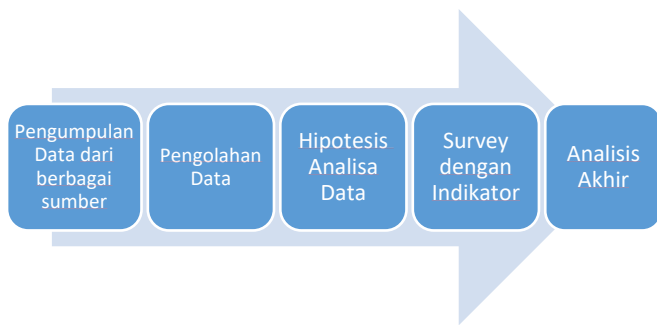 Pengumpulan
Data dari
berbagai
sumber
Pengolahan
Data
Hipotesis
Analisa
Data
Survey
dengan
Indikator
Analisis
Akhir